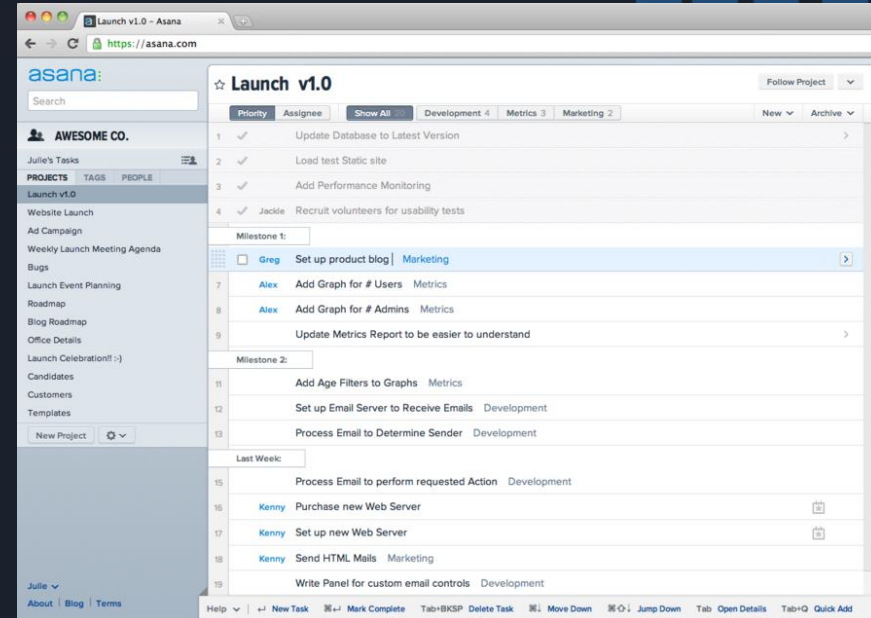 Launch v1.0 – Asana
https://asana.com
asana:
Search
AWESOME CO.
Julie's Tasks
PROJECTS TAGS PEOPLE
Launch v1.0
Website Launch
Ad Campaign
Weekly Launch Meeting Agenda
Bugs
Launch Event Planning
Roadmap
Blog Roadmap
Office Details
Launch Celebration!! :-)
Candidates
Customers
Templates
New Project
Julie
About | Blog | Terms
Launch v1.0
Follow Project
Priority Assignee Show All 20 Development 4 Metrics 3 Marketing 2 New Archive
1 Update Database to Latest Version
2 Load test Static site
3 Add Performance Monitoring
4 Jackie Recruit volunteers for usability tests
Milestone 1:
Greg Set up product blog Marketing
7 Alex Add Graph for # Users Metrics
8 Alex Add Graph for # Admins Metrics
9 Update Metrics Report to be easier to understand
Milestone 2:
11 Add Age Filters to Graphs Metrics
12 Set up Email Server to Receive Emails Development
13 Process Email to Determine Sender Development
Last Week:
15 Process Email to perform requested Action Development
16 Kenny Purchase new Web Server
17 Kenny Set up new Web Server
18 Kenny Send HTML Mails Marketing
19 Write Panel for custom email controls Development
Help | ↵ New Task ⌘↵ Mark Complete Tab+BKSP Delete Task ⌘↓ Move Down ⌘⇧↓ Jump Down Tab Open Details Tab+Q Quick Add